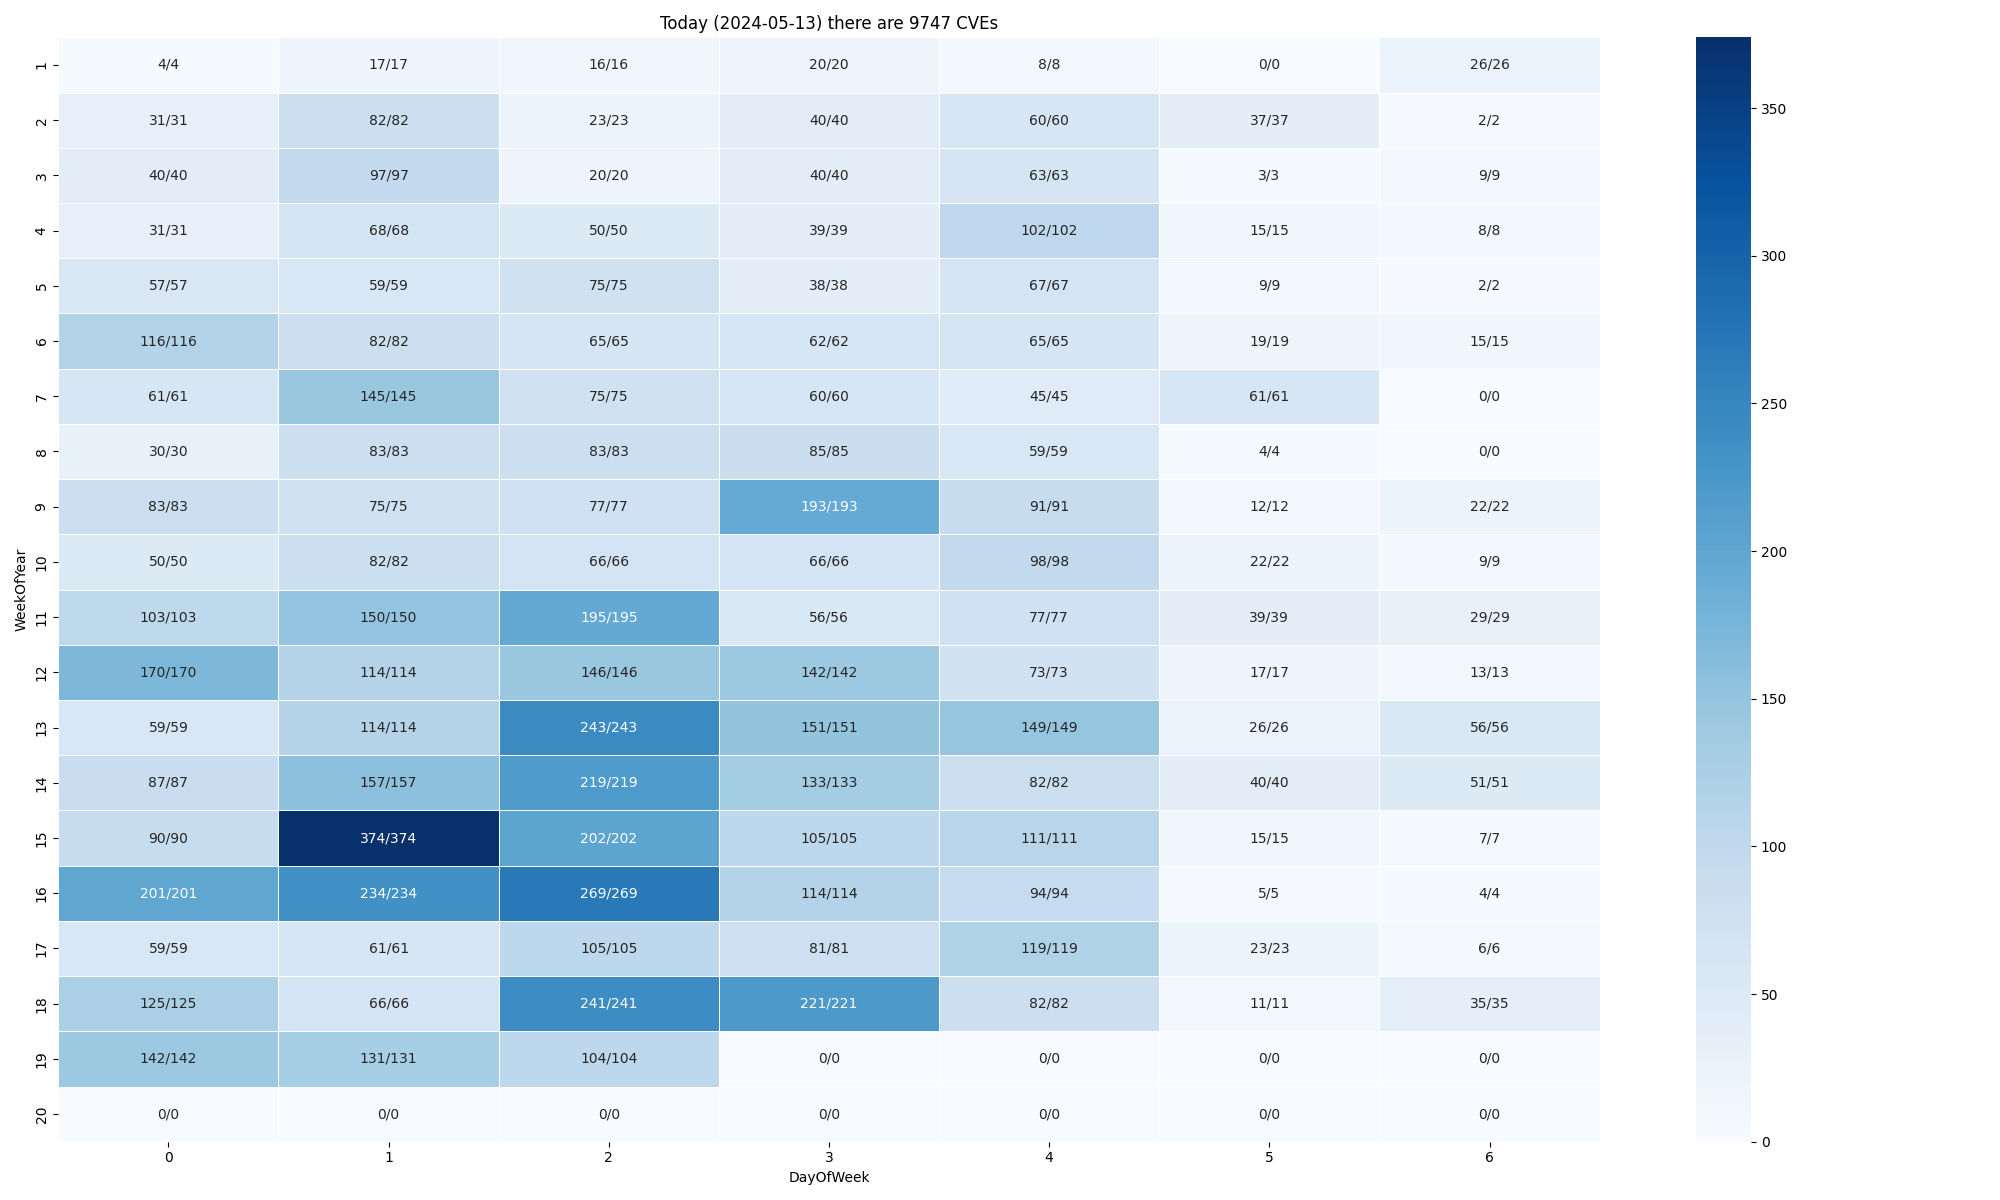 Today (2024-05-13) there are 9747 CVEs
1 4/4 17/17 16/16 20/20 8/8 0/0 26/26
2 31/31 82/82 23/23 40/40 60/60 37/37 2/2
3 40/40 97/97 20/20 40/40 63/63 3/3 9/9
4 31/31 68/68 50/50 39/39 102/102 15/15 8/8
5 57/57 59/59 75/75 38/38 67/67 9/9 2/2
6 116/116 82/82 65/65 62/62 65/65 19/19 15/15
7 61/61 145/145 75/75 60/60 45/45 61/61 0/0
8 30/30 83/83 83/83 85/85 59/59 4/4 0/0
9 83/83 75/75 77/77 193/193 91/91 12/12 22/22
10 50/50 82/82 66/66 66/66 98/98 22/22 9/9
11 103/103 150/150 195/195 56/56 77/77 39/39 29/29
12 170/170 114/114 146/146 142/142 73/73 17/17 13/13
13 59/59 114/114 243/243 151/151 149/149 26/26 56/56
14 87/87 157/157 219/219 133/133 82/82 40/40 51/51
15 90/90 374/374 202/202 105/105 111/111 15/15 7/7
16 201/201 234/234 269/269 114/114 94/94 5/5 4/4
17 59/59 61/61 105/105 81/81 119/119 23/23 6/6
18 125/125 66/66 241/241 221/221 82/82 11/11 35/35
19 142/142 131/131 104/104 0/0 0/0 0/0 0/0
20 0/0 0/0 0/0 0/0 0/0 0/0 0/0
0 1 2 3 4 5 6
DayOfWeek
WeekOfYear
350
300
250
200
150
100
50
0